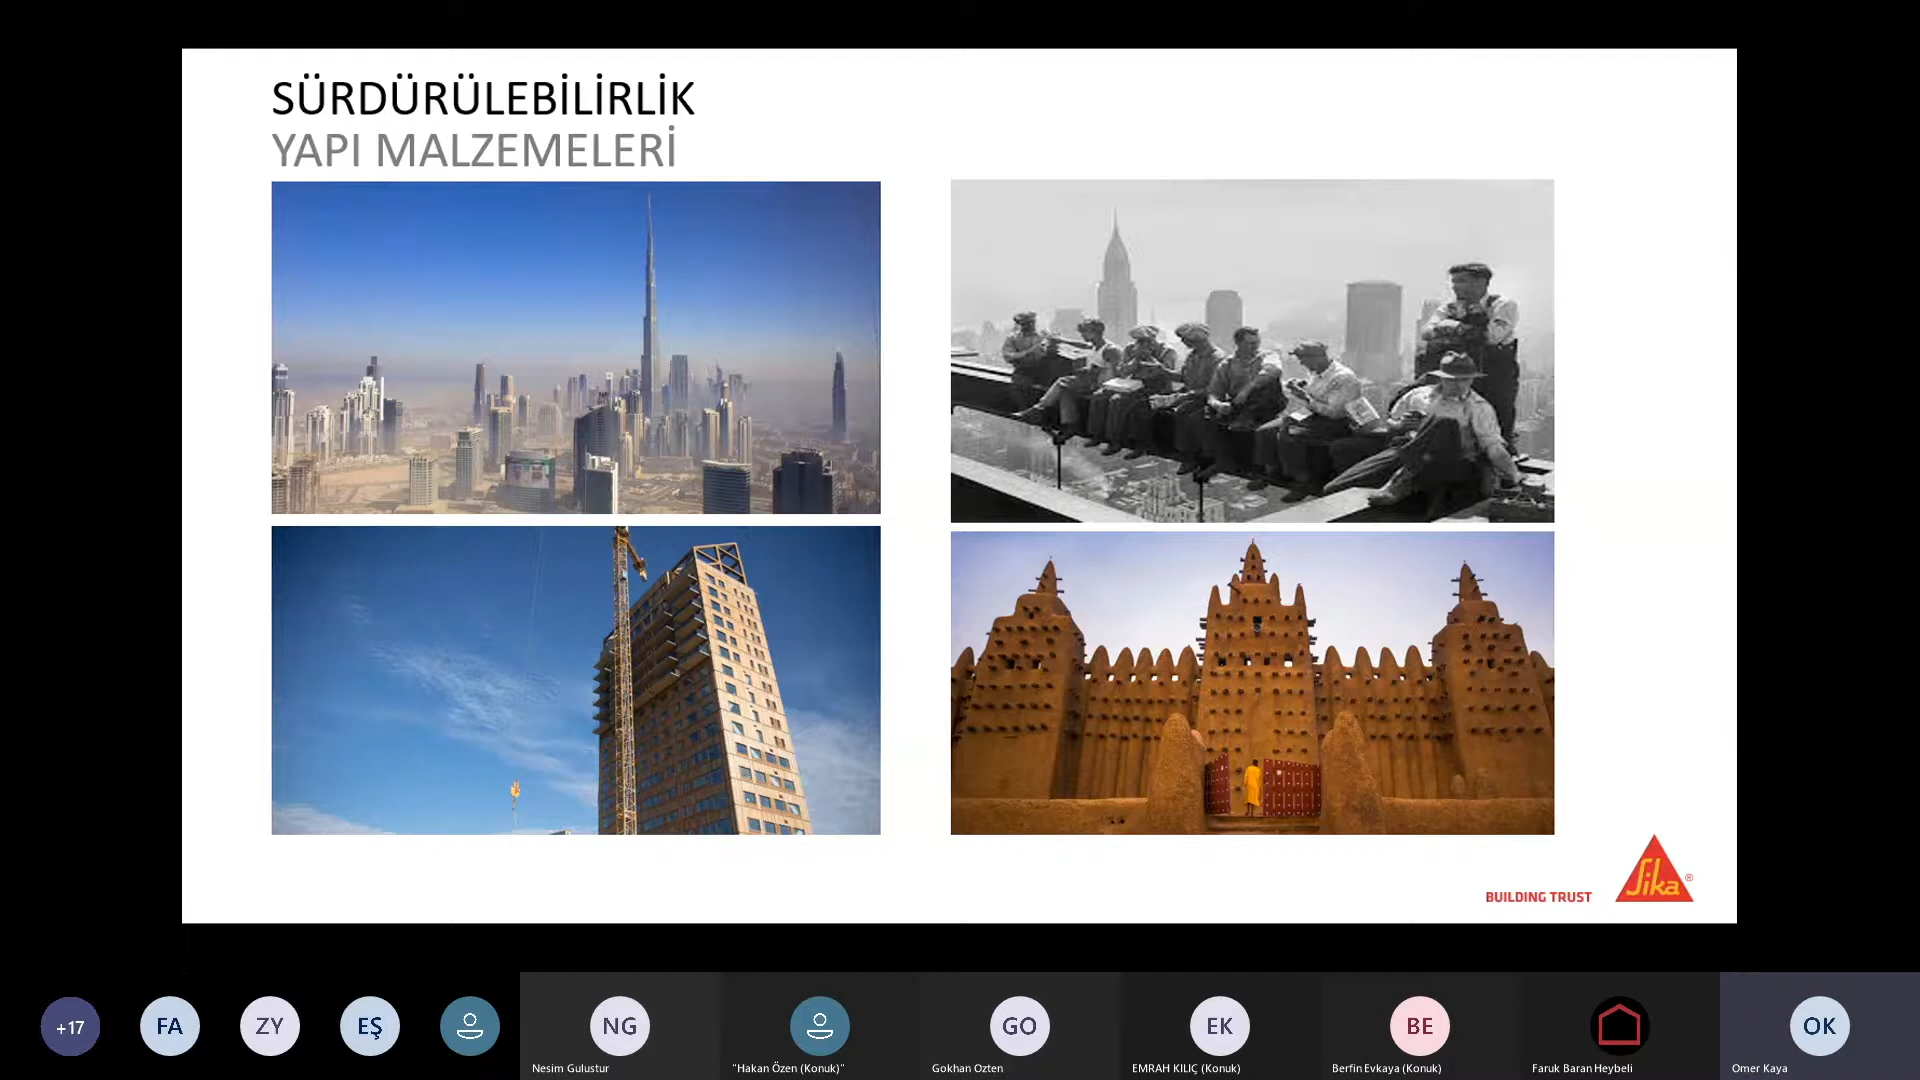 SÜRDÜRÜLEBİLİRLİK
YAPI MALZEMELERİ
BUILDING TRUST
Sika®
+17
FA
ZY
EŞ
NG
GO
EK
BE
OK
Nesim Gulustur
"Hakan Özen (Konuk)"
Gokhan Ozten
EMRAH KILIÇ (Konuk)
Berfin Evkaya (Konuk)
Faruk Baran Heybeli
Omer Kaya